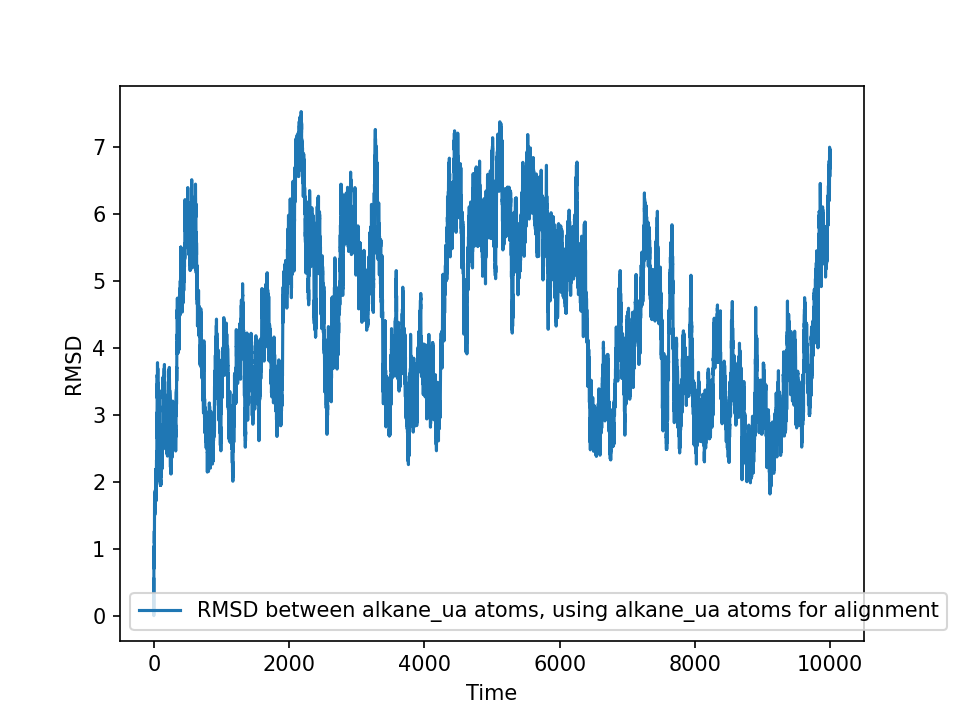 7
6
5
4
3
2
1
0
RMSD
RMSD between alkane_ua atoms, using alkane_ua atoms for alignment
0 2000 4000 6000 8000 10000
Time